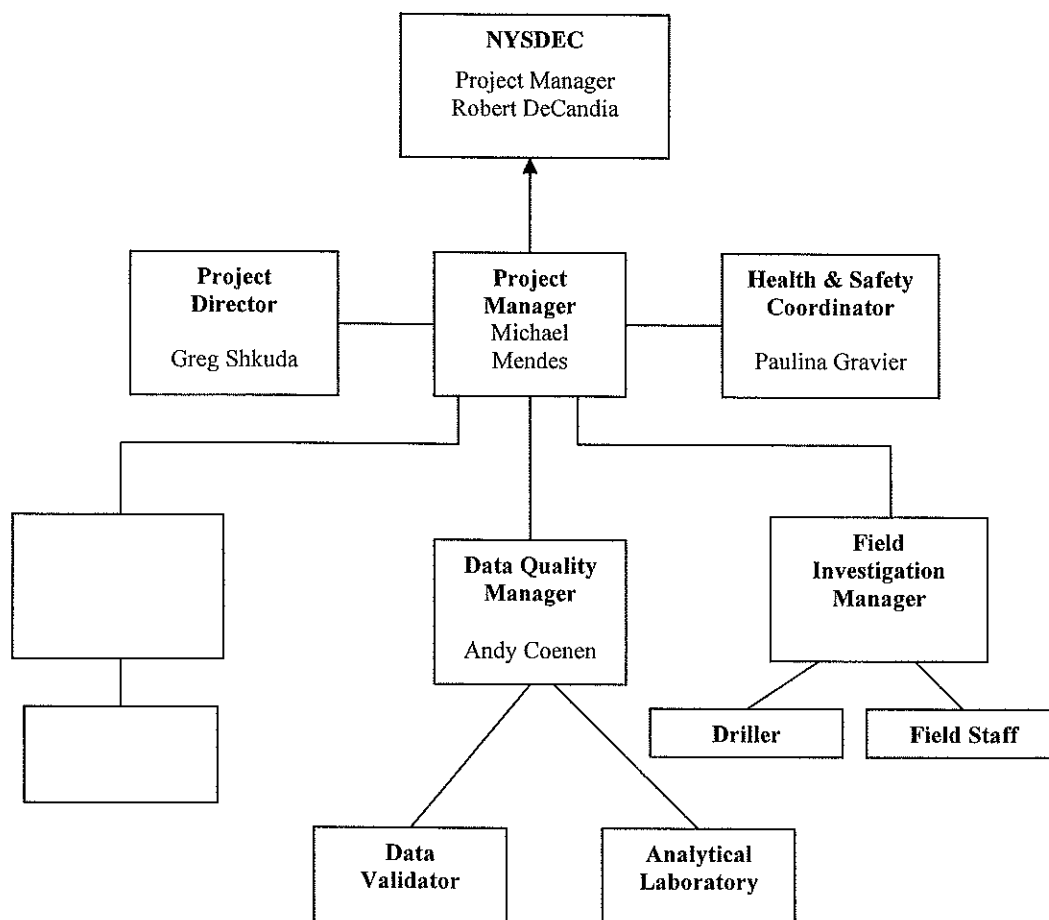 NYSDEC
Project Manager
Robert DeCandia
Project
Director
Greg Shkuda
Project
Manager
Michael
Mendes
Health & Safety
Coordinator
Paulina Gravier
Data Quality
Manager
Andy Coenen
Field
Investigation
Manager
Driller
Field Staff
Data
Validator
Analytical
Laboratory